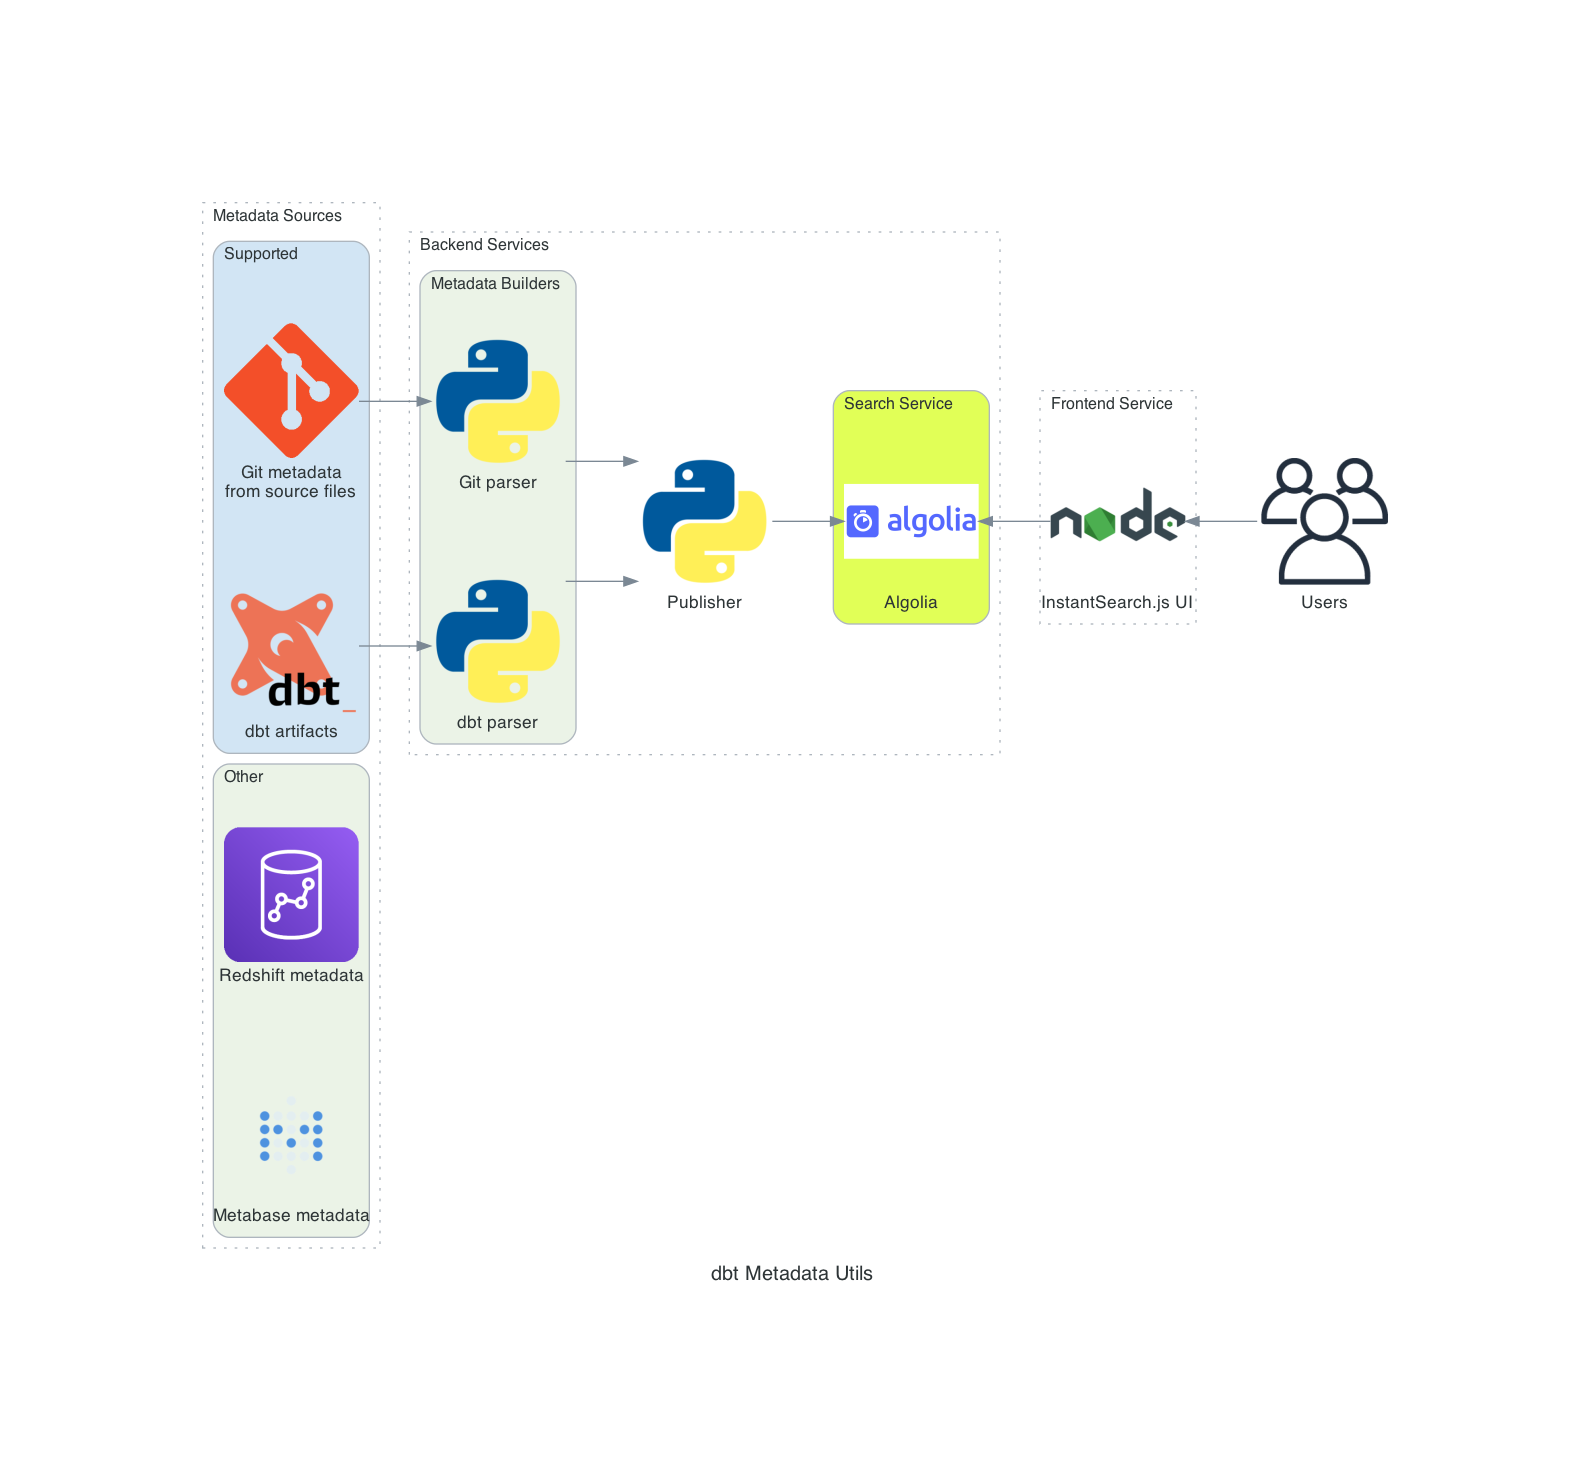 Metadata Sources
Supported
Git metadata
from source files
dbt_
dbt artifacts
Other
Redshift metadata
Metabase metadata
Backend Services
Metadata Builders
Git parser
dbt parser
Publisher
Search Service
algolia
Algolia
Frontend Service
node
InstantSearch.js UI
Users
dbt Metadata Utils